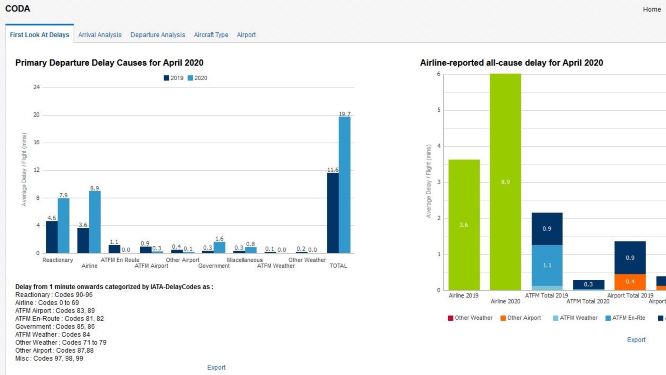 CODA
Home
First Look At Delays
Arrival Analysis
Departure Analysis
Aircraft Type
Airport
Primary Departure Delay Causes for April 2020
2019
2020
Average Delay / Flight (mins)
24
20
16
12
8
4
0
4.6
7.9
3.6
8.9
1.1
0.0
0.9
0.3
0.4
0.1
0.3
1.6
0.3
0.8
0.1
0.0
0.2
0.0
11.6
19.7
Reactionary
Airline
ATFM En Route
ATFM Airport
Other Airport
Government
Miscellaneous
ATFM Weather
Other Weather
TOTAL
Delay from 1 minute onwards categorized by IATA-DelayCodes as :
Reactionary : Codes 90-96
Airline : Codes 0 to 69
ATFM Airport : Codes 83, 89
ATFM En-Route : Codes 81, 82
Government : Codes 85, 86
ATFM Weather : Code 84
Other Weather : Codes 71 to 79
Other Airport : Codes 87,88
Misc : Codes 97, 98, 99
Export
Airline-reported all-cause delay for April 2020
Average Delay / Flight (mins)
6
5
4
3
2
1
0
3.6
8.9
0.9
1.1
0.3
0.9
0.4
Airline 2019
Airline 2020
ATFM Total 2019
ATFM Total 2020
Airport Total 2019
Airport
Other Weather
Other Airport
ATFM Weather
ATFM En-Rte
Export